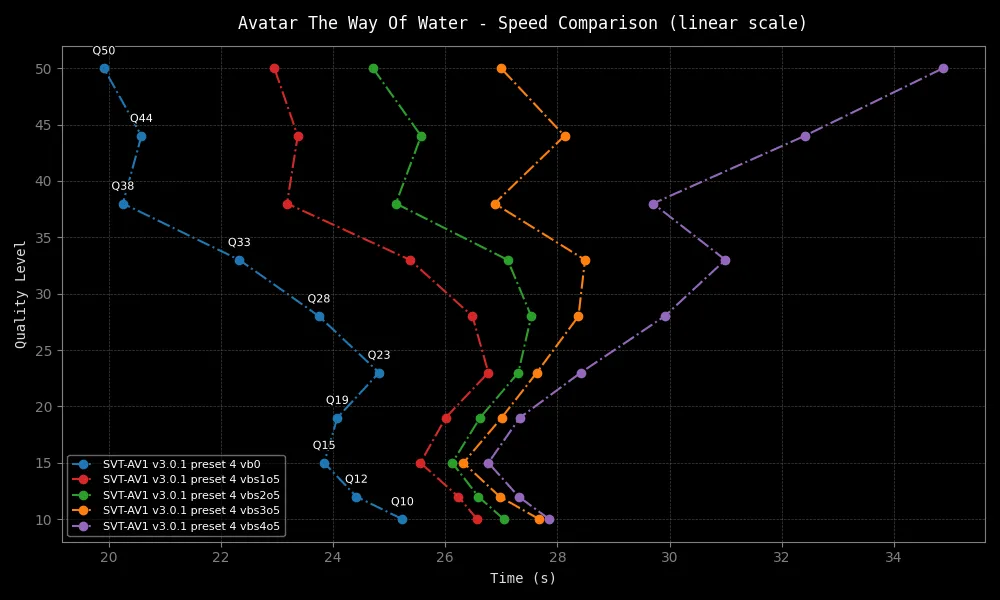 Avatar The Way Of Water - Speed Comparison (linear scale)
Q50
50
Q44
45
40
Q38
35
Q33
30
Q28
25
Q23
20
Q19
Q15
15
Q12
Q10
10
Quality Level
SVT-AV1 v3.0.1 preset 4 vb0
SVT-AV1 v3.0.1 preset 4 vbs1o5
SVT-AV1 v3.0.1 preset 4 vbs2o5
SVT-AV1 v3.0.1 preset 4 vbs3o5
SVT-AV1 v3.0.1 preset 4 vbs4o5
20 22 24 26 28 30 32 34
Time (s)